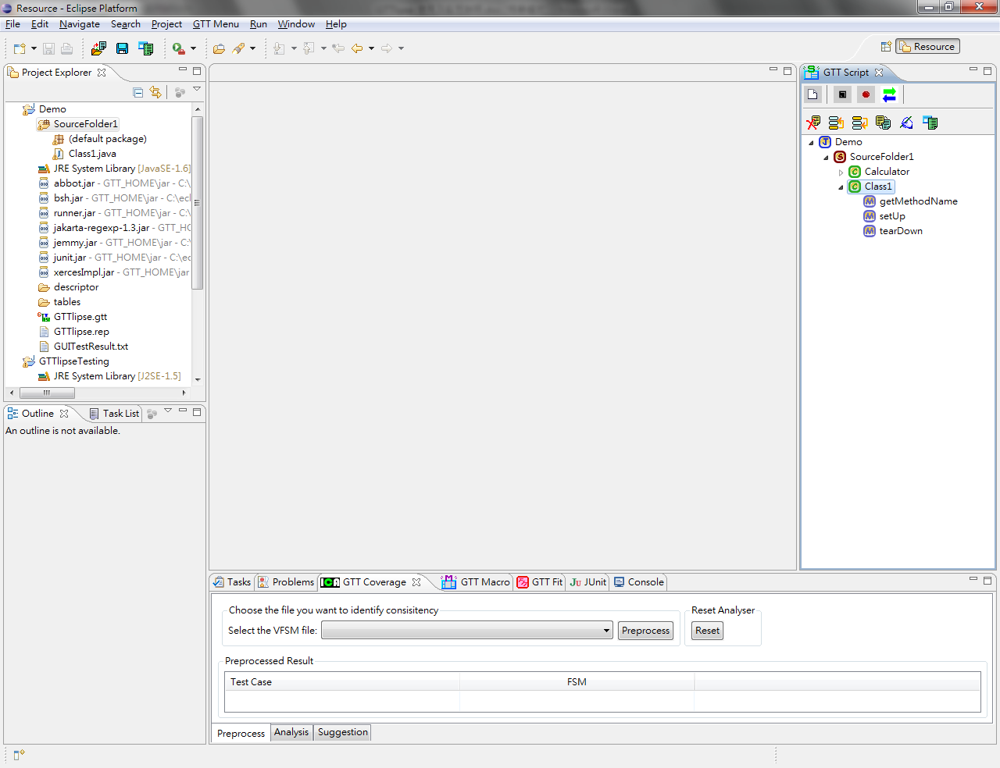 Resource - Eclipse Platform
File Edit Navigate Search Project GTT Menu Run Window Help
Resource
Project Explorer
Demo
SourceFolder1
(default package)
Class1.java
JRE System Library [JavaSE-1.6]
abbot.jar - GTT_HOME\jar - C:\
bsh.jar - GTT_HOME\jar - C:\ecl
runner.jar - GTT_HOME\jar - C:\
jakarta-regexp-1.3.jar - GTT_HO
jemmy.jar - GTT_HOME\jar - C:\
junit.jar - GTT_HOME\jar - C:\ec
xercesImpl.jar - GTT_HOME\jar
descriptor
tables
GTTlipse.gtt
GTTlipse.rep
GUITestResult.txt
GTTlipseTesting
JRE System Library [J2SE-1.5]
Outline Task List
An outline is not available.
GTT Script
Demo
SourceFolder1
Calculator
Class1
getMethodName
setUp
tearDown
Tasks Problems GTT Coverage GTT Macro GTT Fit JUnit Console
Choose the file you want to identify consisitency
Select the VFSM file: Preprocess
Reset Analyser
Reset
Preprocessed Result
Test Case FSM
Preprocess Analysis Suggestion